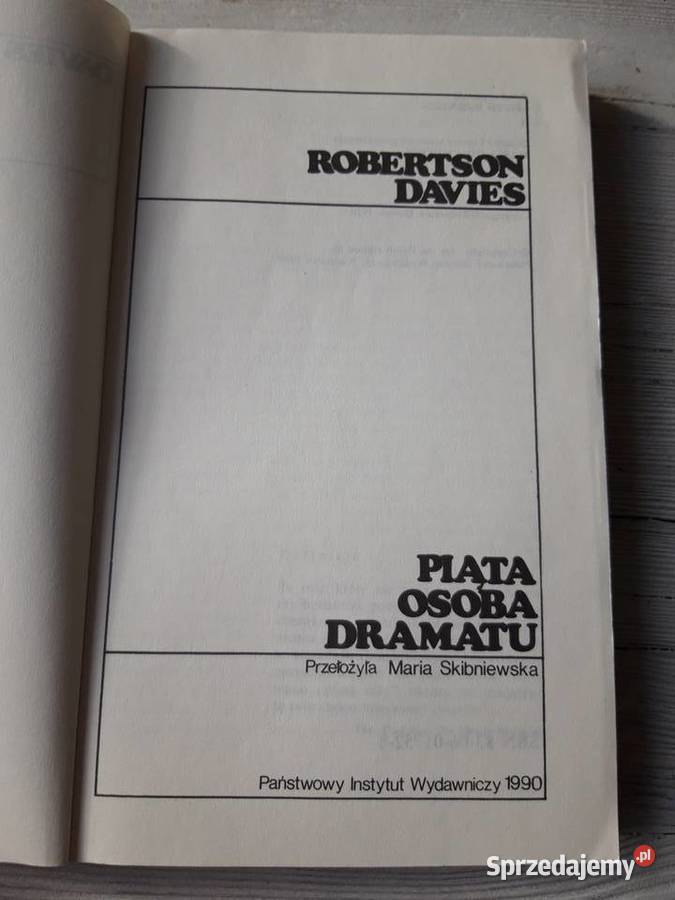 ROBERTSON
DAVIES
PIĄTA
OSOBA
DRAMATU
Przełożyła Maria Skibniewska
Państwowy Instytut Wydawniczy 1990
Sprzedajemy.pl